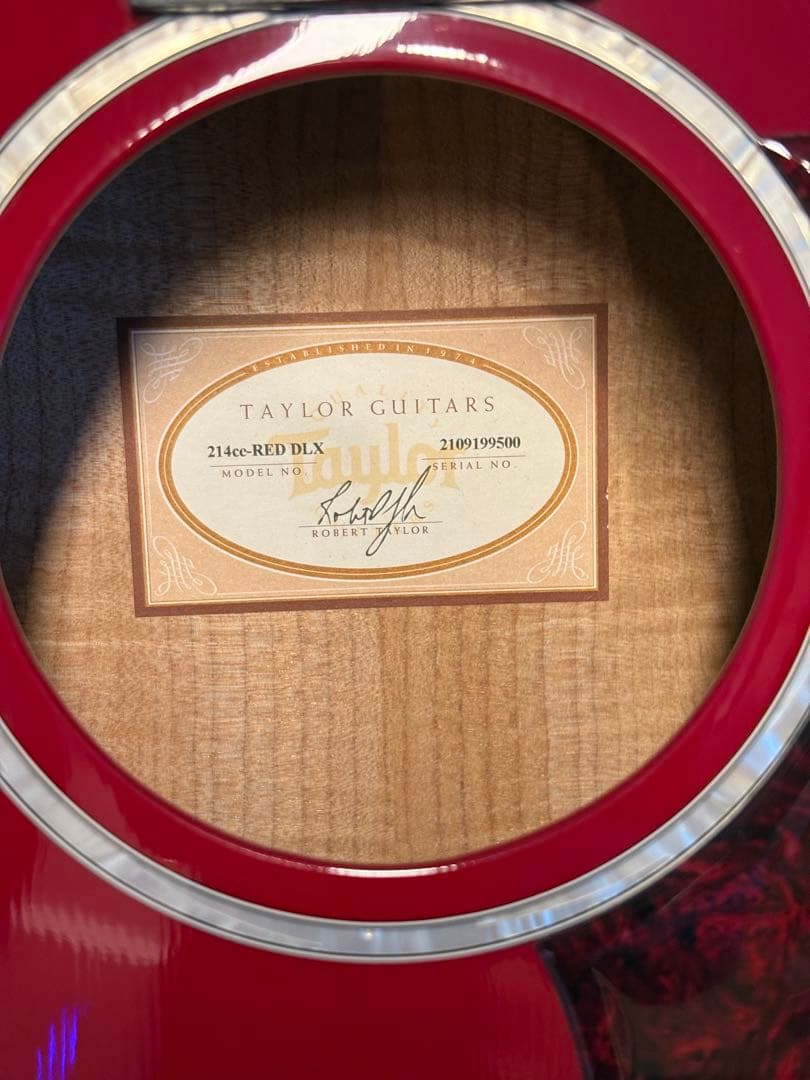 ESTABLISHED IN 1974
TAYLOR GUITARS
Taylor
214ce-RED DLX
2109199500
MODEL NO.
SERIAL NO.
ROBERT TAYLOR